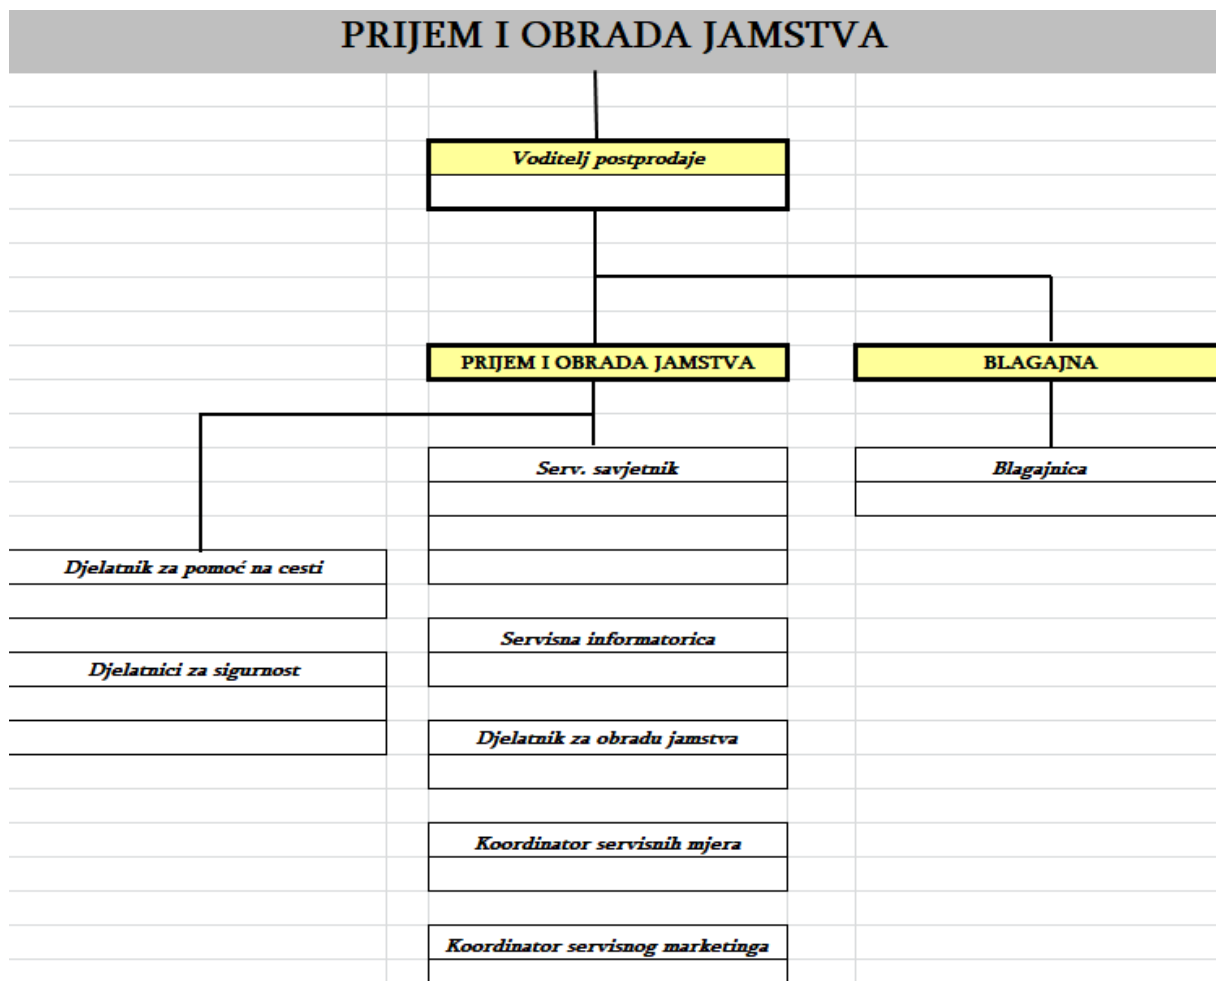 PRIJEM I OBRADA JAMSTVA
Voditelj postprodaje
PRIJEM I OBRADA JAMSTVA
BLAGAJNA
Serv. savjetnik
Blagajnica
Djelatnik za pomoć na cesti
Servisna informatorica
Djelatnici za sigurnost
Djelatnik za obradu jamstva
Koordinator servisnih mjera
Koordinator servisnog marketinga